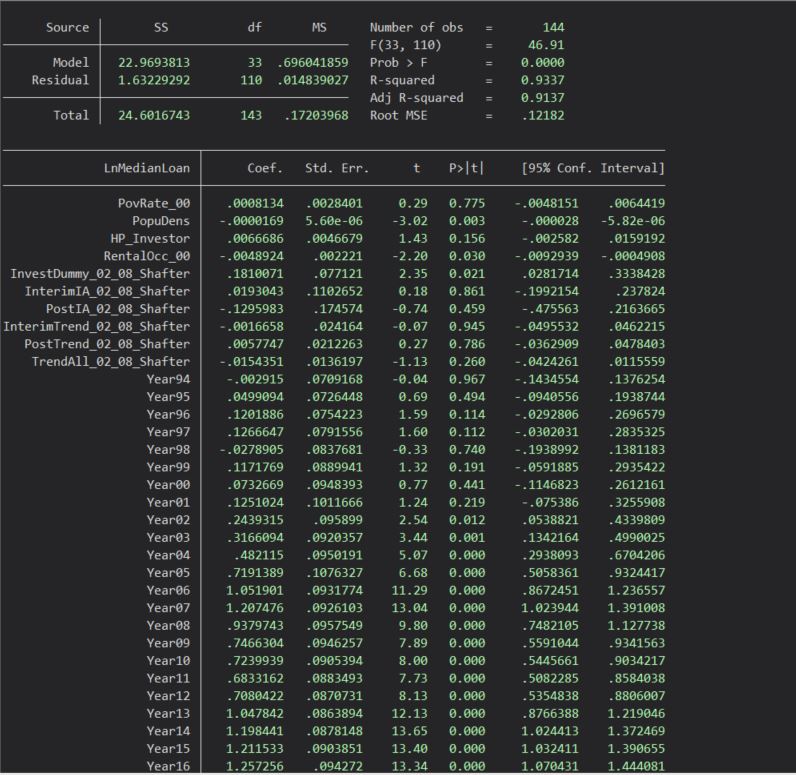 Source | SS df MS Number of obs = 144
F(33, 110) = 46.91
Model | 22.9693813 33 .696041859 Prob > F = 0.0000
Residual | 1.63229292 110 .014839027 R-squared = 0.9337
Adj R-squared = 0.9137
Total | 24.6016743 143 .17203968 Root MSE = .12182
LnMedianLoan | Coef. Std. Err. t P>|t| [95% Conf. Interval]
PovRate_00 | .0008134 .0028401 0.29 0.775 -.0048151 .0064419
PopuDens | -.0000169 5.60e-06 -3.02 0.003 -.000028 -5.82e-06
HP_Investor | .0066686 .0046679 1.43 0.156 -.002582 .0159192
RentalOcc_00 | -.0048924 .002221 -2.20 0.030 -.0092939 -.0004908
InvestDummy_02_08_Shafter | .1810071 .077121 2.35 0.021 .0281714 .3338428
InterimIA_02_08_Shafter | .0193043 .1102652 0.18 0.861 -.1992154 .237824
PostIA_02_08_Shafter | -.1295983 .174574 -0.74 0.459 -.475563 .2163665
InterimTrend_02_08_Shafter | -.0016658 .024164 -0.07 0.945 -.0495532 .0462215
PostTrend_02_08_Shafter | .0057747 .0212263 0.27 0.786 -.0362909 .0478403
TrendAll_02_08_Shafter | -.0154351 .0136197 -1.13 0.260 -.0424261 .0115559
Year94 | -.002915 .0709168 -0.04 0.967 -.1434554 .1376254
Year95 | .0499094 .0726448 0.69 0.494 -.0940556 .1938744
Year96 | .1201886 .0754223 1.59 0.114 -.0292806 .2696579
Year97 | .1266647 .0791556 1.60 0.112 -.0302031 .2835325
Year98 | -.0278905 .0837681 -0.33 0.740 -.1938992 .1381183
Year99 | .1171769 .0889941 1.32 0.191 -.0591885 .2935422
Year00 | .0732669 .0948393 0.77 0.441 -.1146823 .2612161
Year01 | .1251024 .1011666 1.24 0.219 -.075386 .3255908
Year02 | .2439315 .095899 2.54 0.012 .0538821 .4339809
Year03 | .3166094 .0920357 3.44 0.001 .1342164 .4990025
Year04 | .482115 .0950191 5.07 0.000 .2938093 .6704206
Year05 | .7191389 .1076327 6.68 0.000 .5058361 .9324417
Year06 | 1.051901 .0931774 11.29 0.000 .8672451 1.236557
Year07 | 1.207476 .0926103 13.04 0.000 1.023944 1.391008
Year08 | .9379743 .0957549 9.80 0.000 .7482105 1.127738
Year09 | .7466304 .0946257 7.89 0.000 .5591044 .9341563
Year10 | .7239939 .0905394 8.00 0.000 .5445661 .9034217
Year11 | .6833162 .0883493 7.73 0.000 .5082285 .8584038
Year12 | .7080422 .0870731 8.13 0.000 .5354838 .8806007
Year13 | 1.047842 .0863894 12.13 0.000 .8766388 1.219046
Year14 | 1.198441 .0878148 13.65 0.000 1.024413 1.372469
Year15 | 1.211533 .0903851 13.40 0.000 1.032411 1.390655
Year16 | 1.257256 .094272 13.34 0.000 1.070431 1.444081